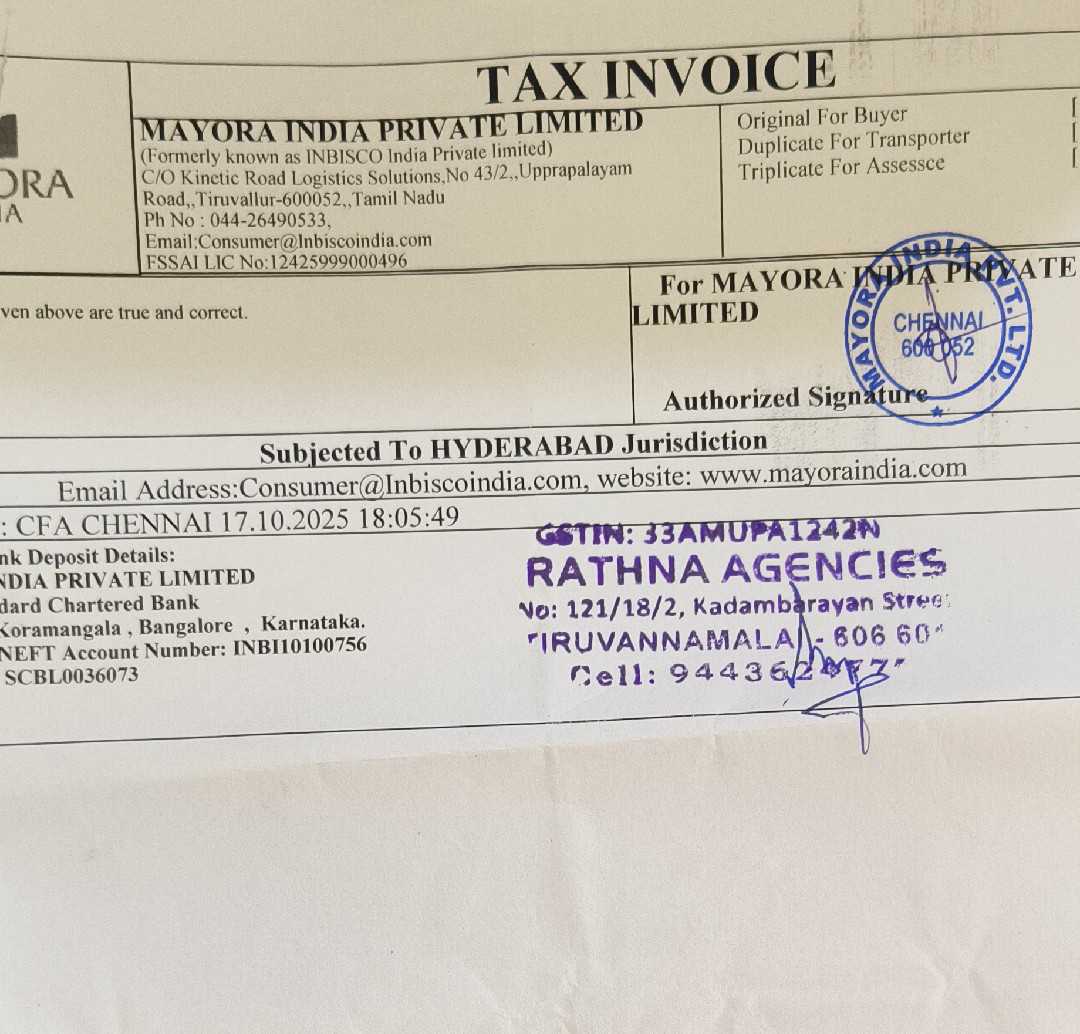 TAX INVOICE
ORA
IA
MAYORA INDIA PRIVATE LIMITED
(Formerly known as INBISCO India Private limited)
C/O Kinetic Road Logistics Solutions,No 43/2,,Upprapalayam
Road,,Tiruvallur-600052,,Tamil Nadu
Ph No : 044-26490533,
Email:Consumer@Inbiscoindia.com
FSSAI LIC No:12425999000496
Original For Buyer [
Duplicate For Transporter [
Triplicate For Assessce [
ven above are true and correct.
For MAYORA INDIA PRIVATE
LIMITED
MAYORA INDIA PVT. LTD.
CHENNAI
600 052
Authorized Signature
Subjected To HYDERABAD Jurisdiction
Email Address:Consumer@Inbiscoindia.com, website: www.mayoraindia.com
: CFA CHENNAI 17.10.2025 18:05:49
nk Deposit Details:
NDIA PRIVATE LIMITED
dard Chartered Bank
Koramangala , Bangalore , Karnataka.
NEFT Account Number: INBI10100756
SCBL0036073
GSTIN: 33AMUPA1242N
RATHNA AGENCIES
No: 121/18/2, Kadambarayan Stree
TIRUVANNAMALAI - 606 60
Cell: